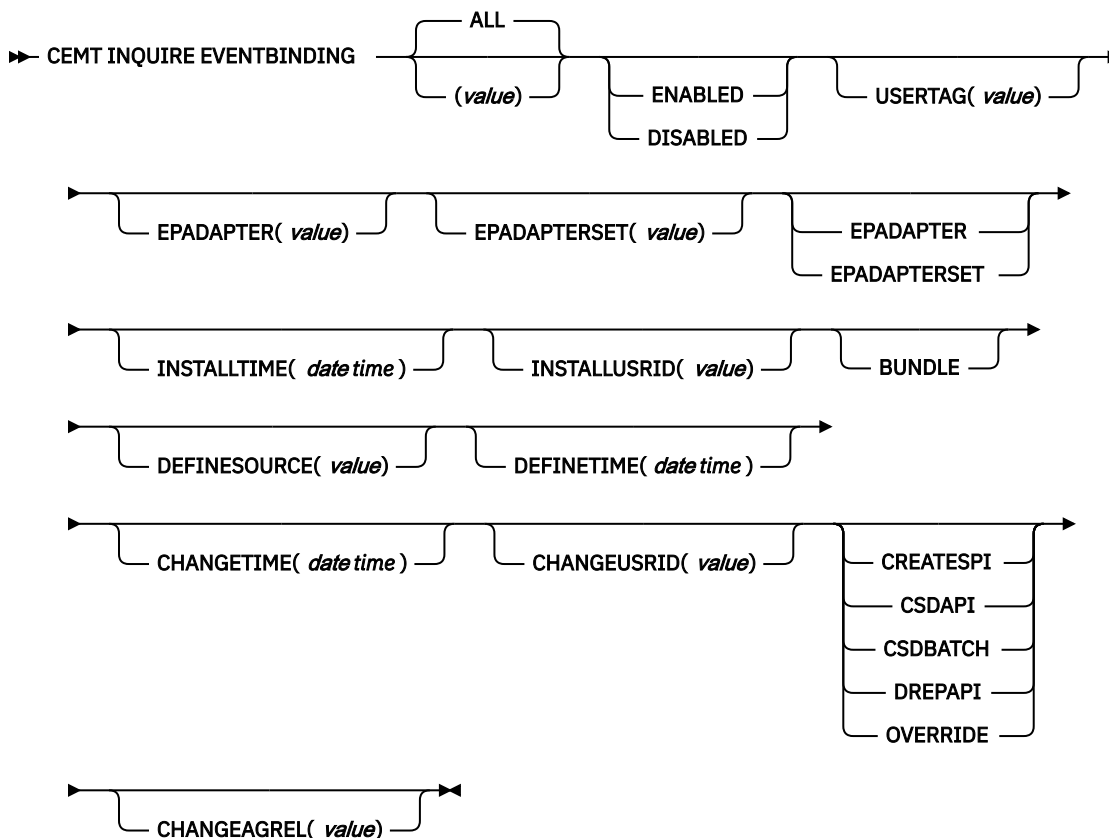 ALL
CEMT INQUIRE EVENTBINDING
(value)
ENABLED
DISABLED
USERTAG( value)
EPADAPTER( value)
EPADAPTERSET( value)
EPADAPTER
EPADAPTERSET
INSTALLTIME( date time )
INSTALLUSRID( value)
BUNDLE
DEFINESOURCE( value)
DEFINETIME( date time )
CHANGETIME( date time )
CHANGEUSRID( value)
CREATESPI
CSDAPI
CSDBATCH
DREPAPI
OVERRIDE
CHANGEAGREL( value)